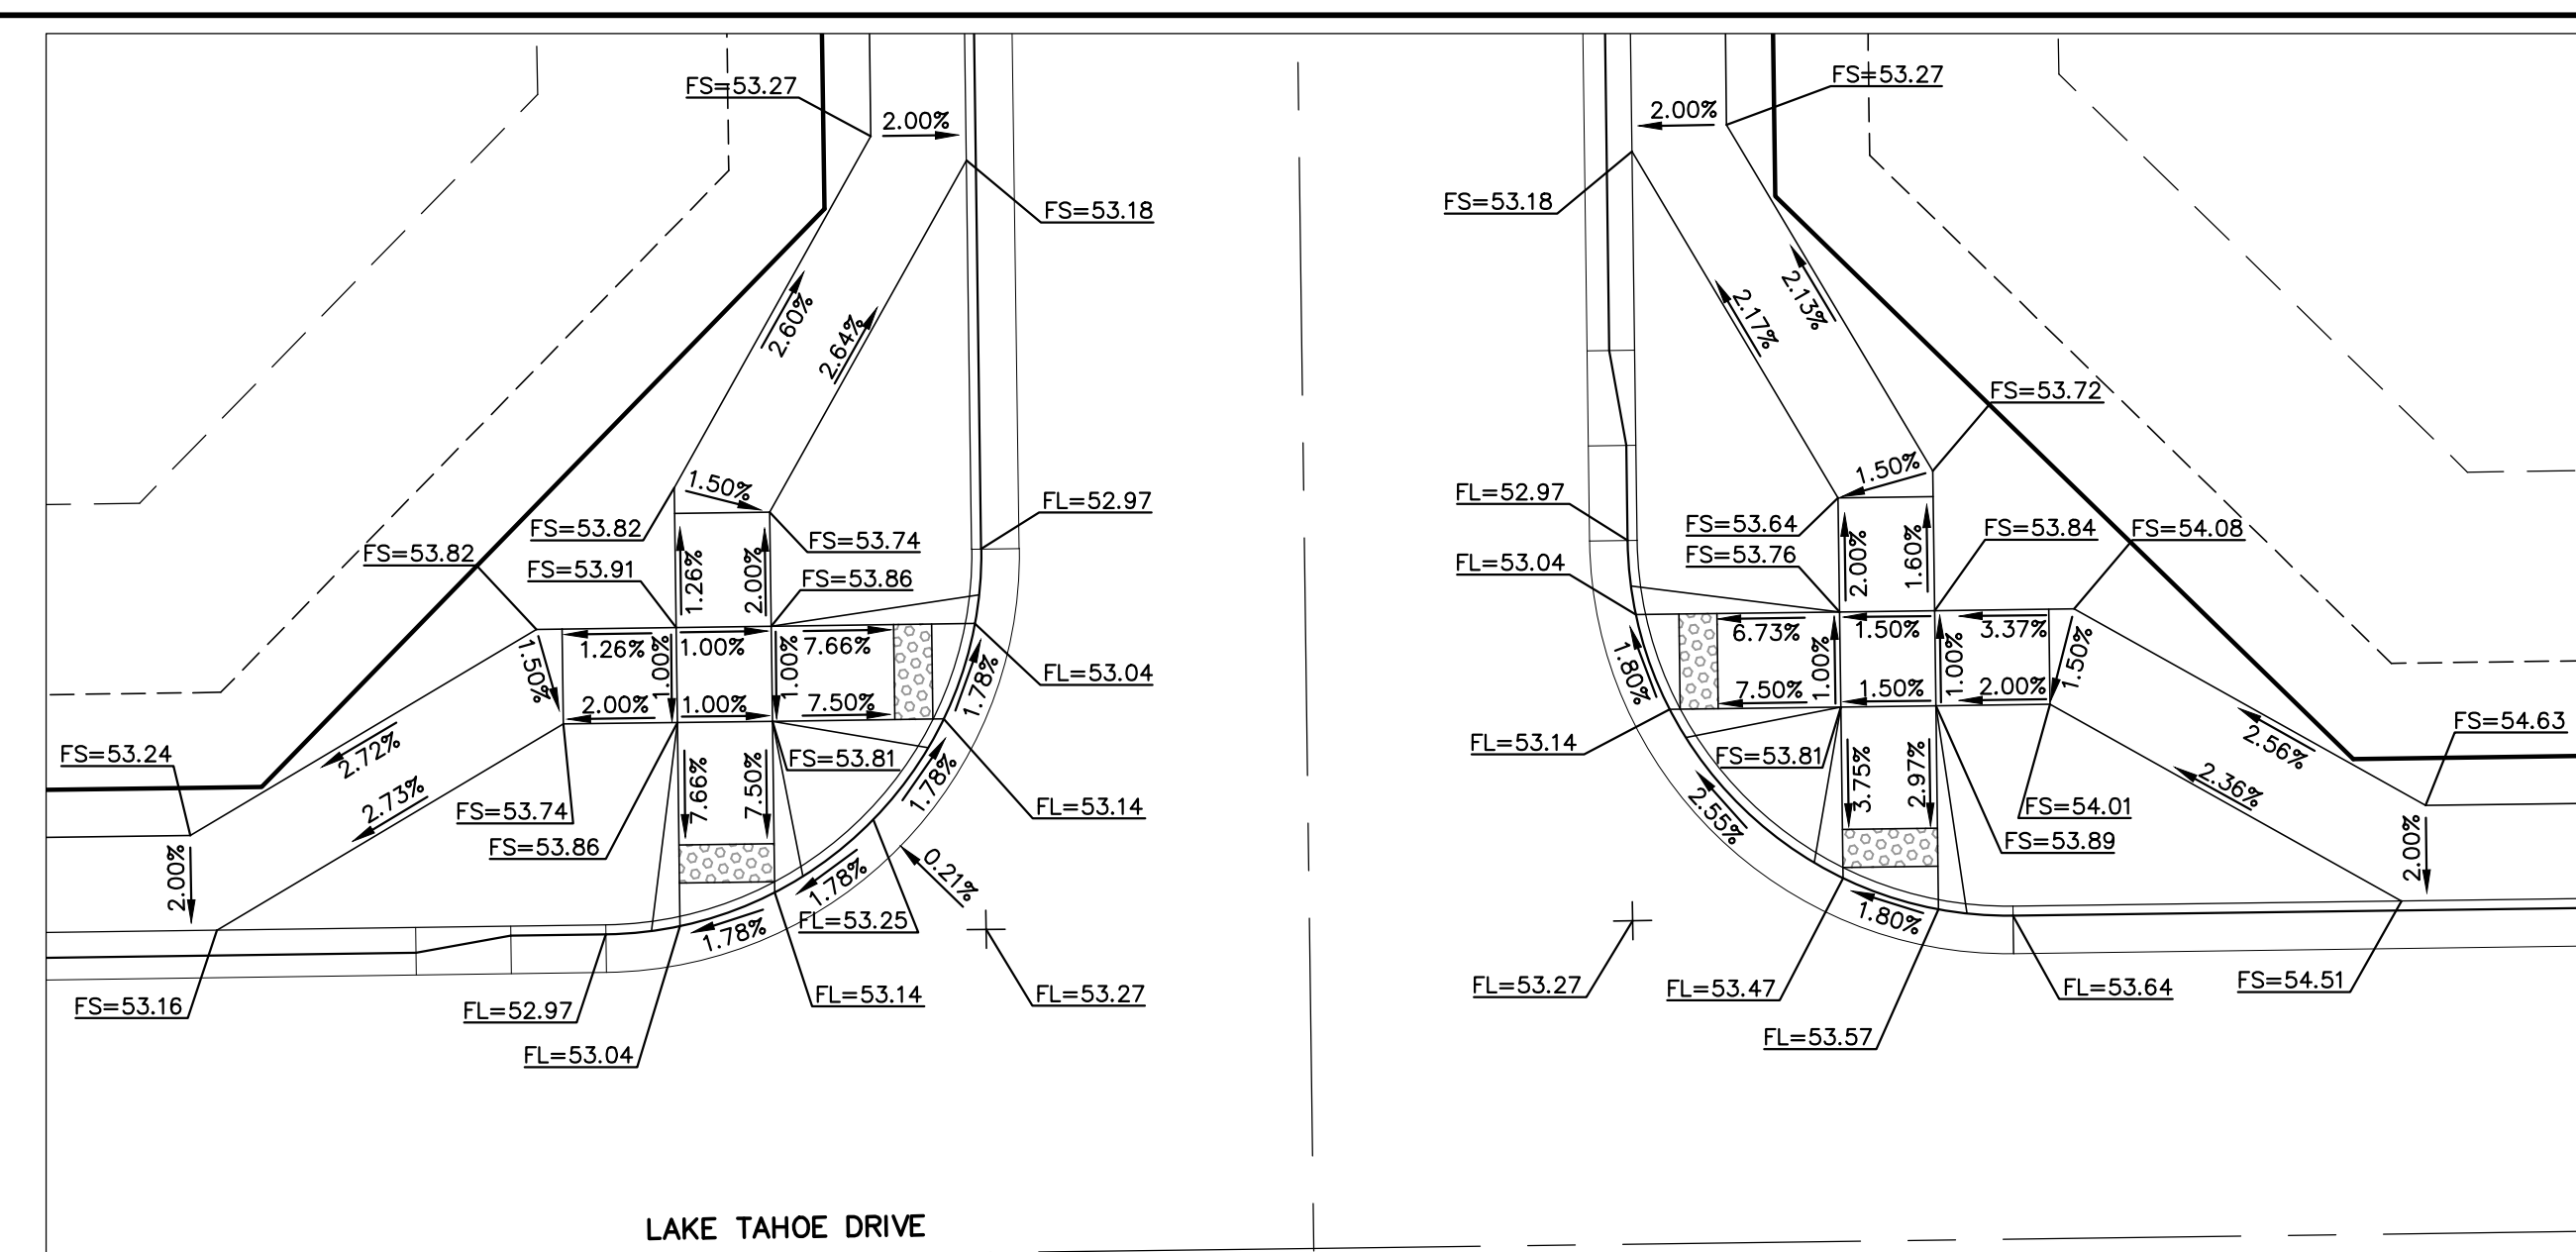 FS=53.27
2.00%
FS=53.18
2.60%
2.64%
1.50%
FS=53.82
FS=53.74
FL=52.97
FS=53.82
FS=53.91
1.26%
2.00%
FS=53.86
1.50%
1.26%
1.00%
1.00%
1.00%
7.66%
FL=53.04
2.00%
1.00%
7.50%
1.78%
FS=53.24
2.72%
2.73%
FS=53.74
FS=53.86
7.66%
7.50%
FS=53.81
1.78%
FL=53.14
2.00%
1.78%
0.21%
1.78%
FL=53.25
FS=53.16
FL=52.97
FL=53.04
FL=53.14
FL=53.27
LAKE TAHOE DRIVE
FS=53.27
2.00%
FS=53.18
2.17%
2.13%
FS=53.72
FL=52.97
1.50%
FS=53.64
FS=53.84
FS=54.08
FL=53.04
FS=53.76
2.00%
1.60%
1.80%
6.73%
1.00%
1.50%
1.00%
3.37%
1.50%
7.50%
1.50%
2.00%
FL=53.14
FS=53.81
3.75%
2.97%
2.55%
FS=54.01
FS=53.89
2.56%
2.36%
FS=54.63
2.00%
1.80%
FL=53.27
FL=53.47
FL=53.57
FL=53.64
FS=54.51